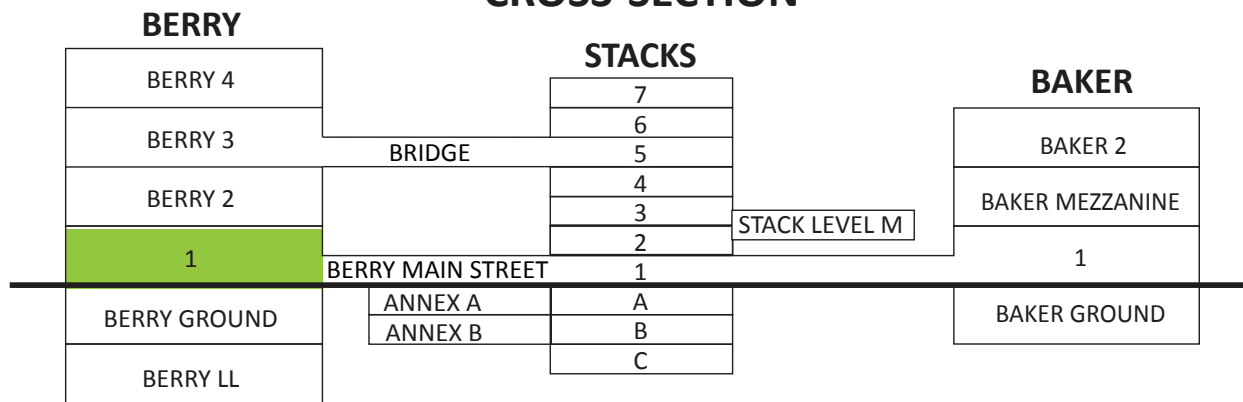 CROSS-SECTION
BERRY
BERRY 4
BERRY 3
BERRY 2
1
BERRY GROUND
BERRY LL
BRIDGE
BERRY MAIN STREET
ANNEX A
ANNEX B
STACKS
7
6
5
4
3
2
1
A
B
C
STACK LEVEL M
BAKER
BAKER 2
BAKER MEZZANINE
1
BAKER GROUND